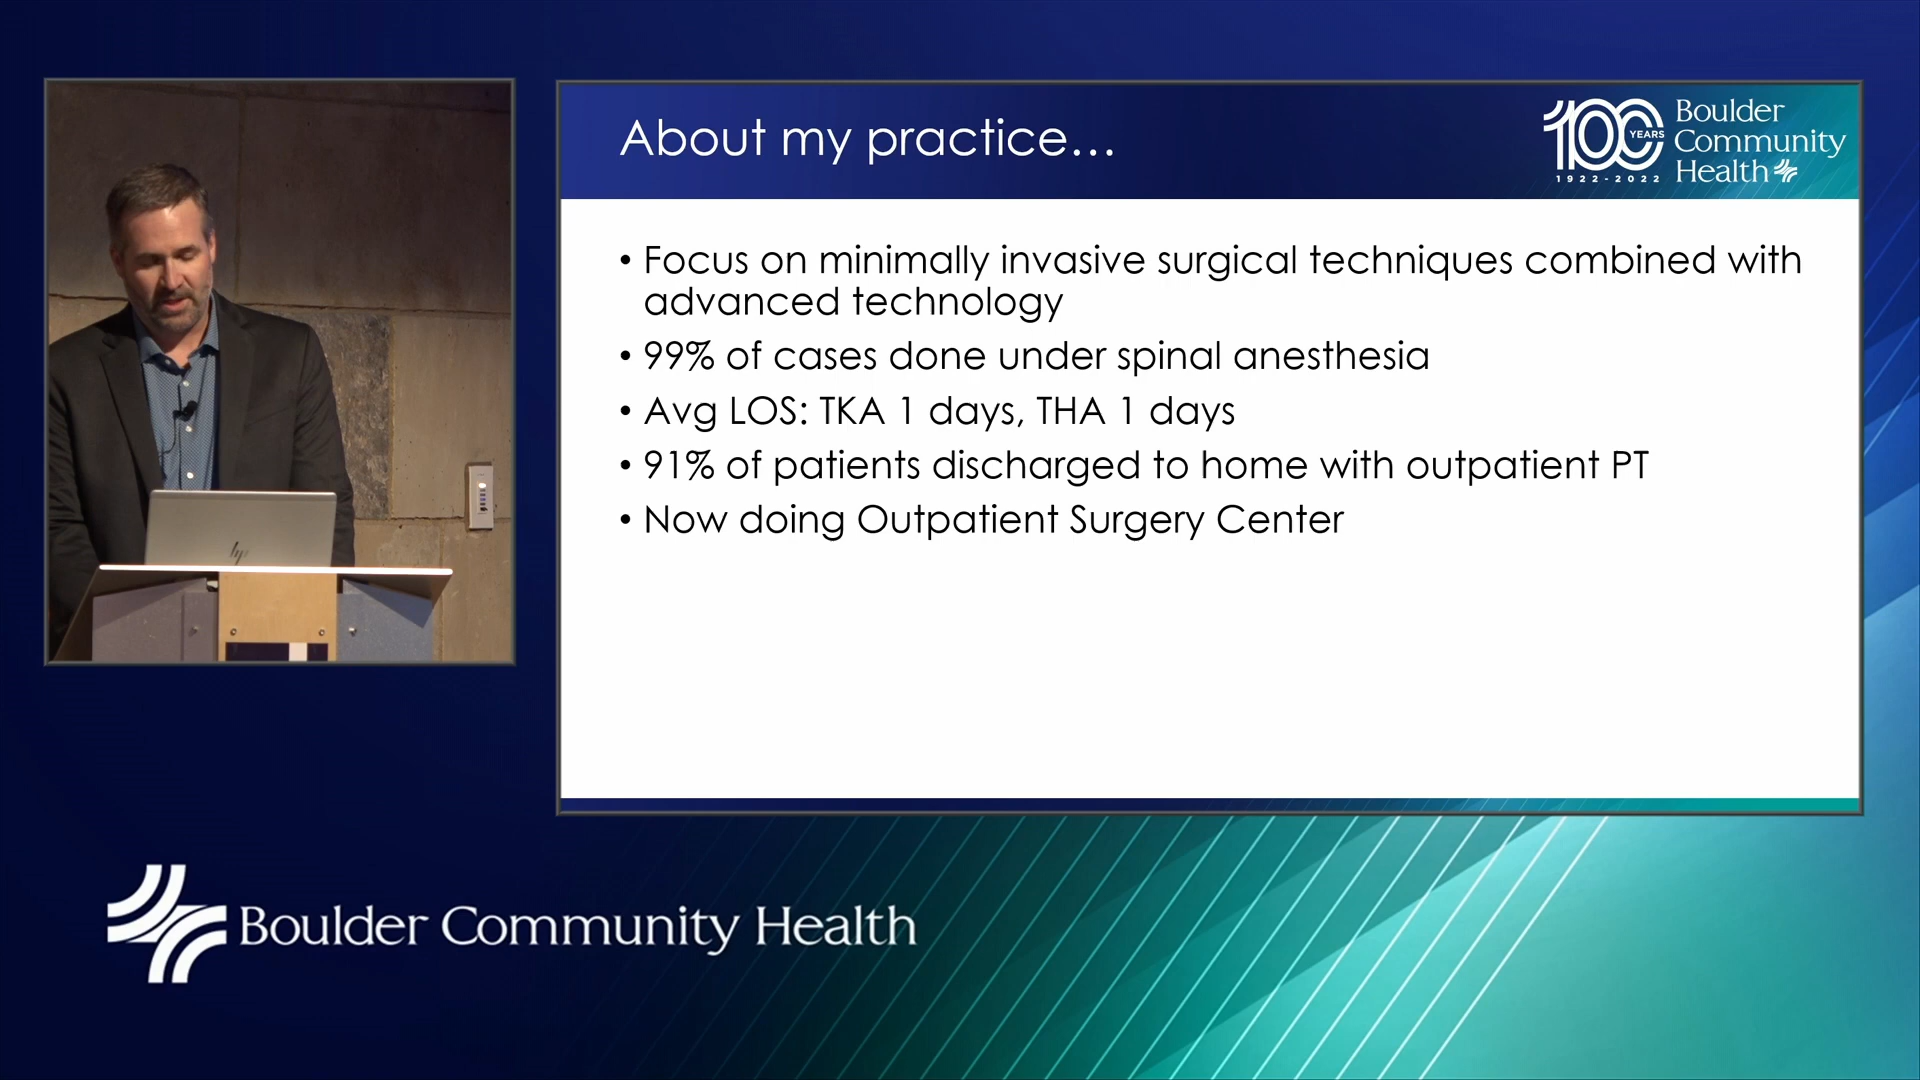 About my practice…
100 YEARS
1922-2022
Boulder
Community
Health
• Focus on minimally invasive surgical techniques combined with
advanced technology
• 99% of cases done under spinal anesthesia
• Avg LOS: TKA 1 days, THA 1 days
• 91% of patients discharged to home with outpatient PT
• Now doing Outpatient Surgery Center
hp
Boulder Community Health